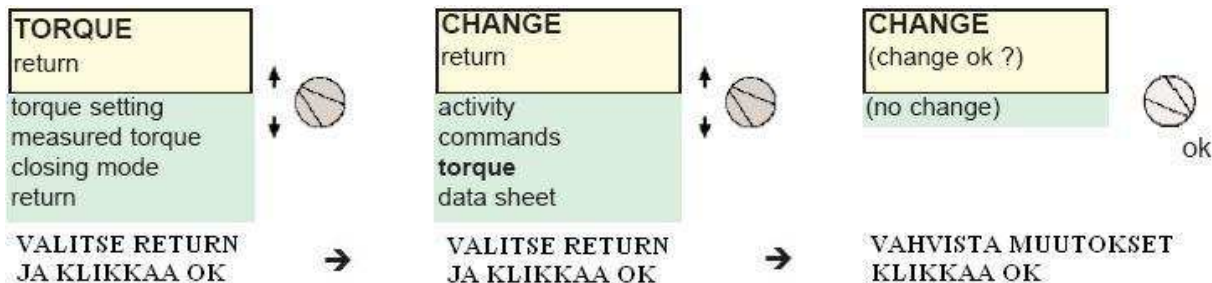 TORQUE
return
torque setting
measured torque
closing mode
return
VALITSE RETURN
JA KLIKKAA OK
CHANGE
return
activity
commands
torque
data sheet
VALITSE RETURN
JA KLIKKAA OK
CHANGE
(change ok ?)
(no change)
ok
VAHVISTA MUUTOKSET
KLIKKAA OK